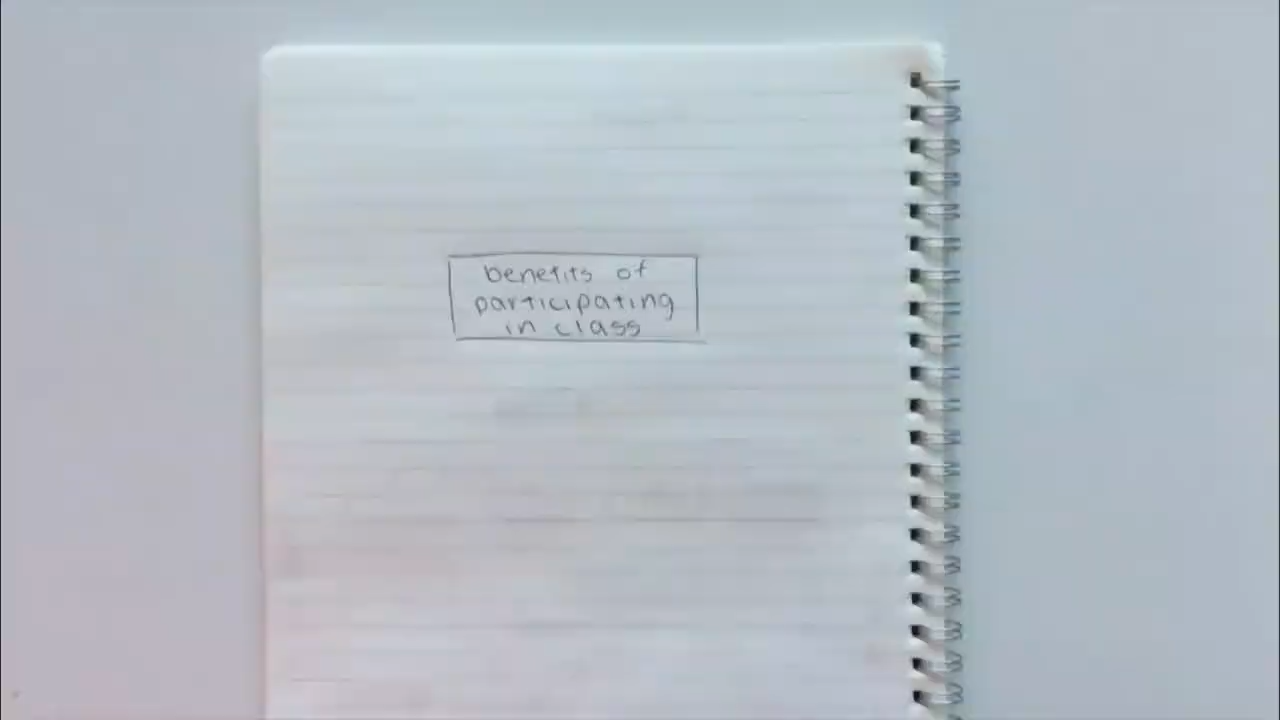 benefits of
participating
in class